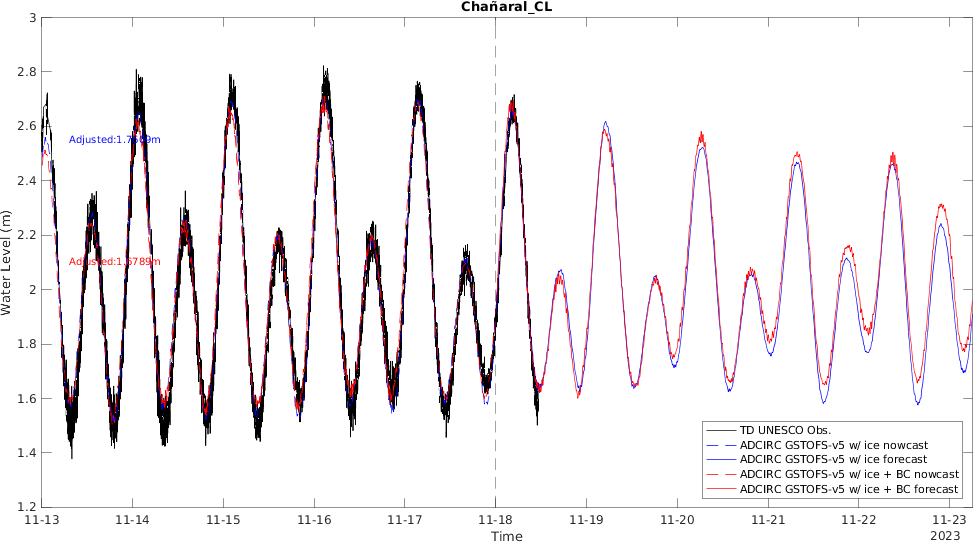 Chañaral_CL
3
2.8
2.6
2.4
2.2
2
1.8
1.6
1.4
1.2
Water Level (m)
TD UNESCO Obs.
ADCIRC GSTOFS-v5 w/ ice nowcast
ADCIRC GSTOFS-v5 w/ ice forecast
ADCIRC GSTOFS-v5 w/ ice + BC nowcast
ADCIRC GSTOFS-v5 w/ ice + BC forecast
11-13 11-14 11-15 11-16 11-17 11-18 11-19 11-20 11-21 11-22 11-23
Time 2023